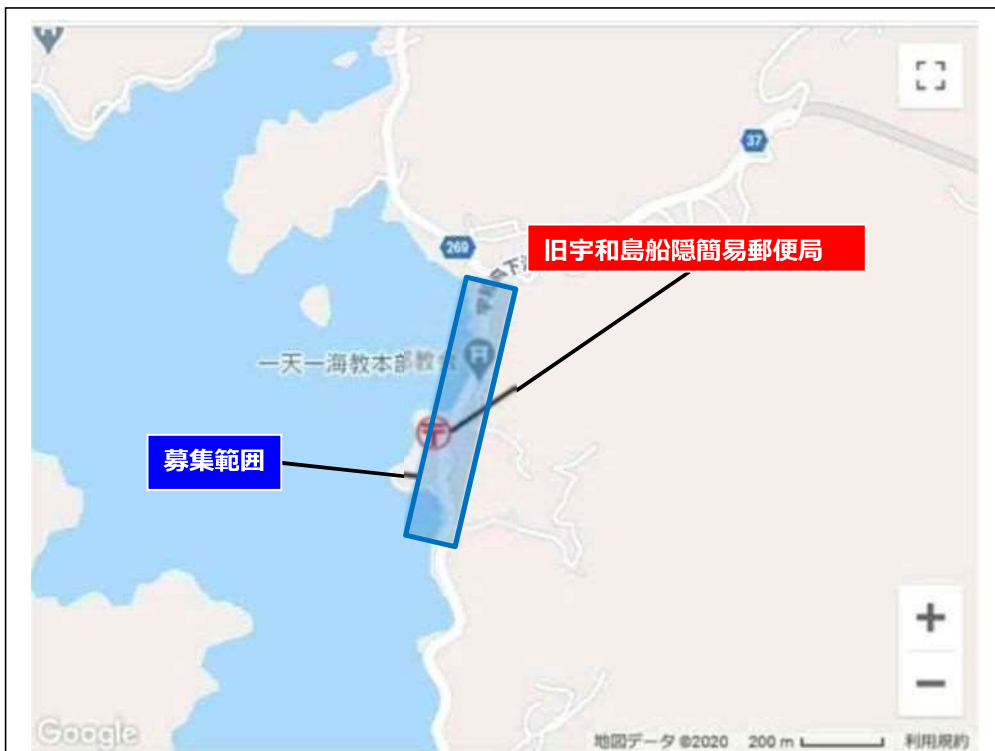 37
269
旧宇和島船隠簡易郵便局
一天一海教本部教会
募集範囲
Google
地図データ ©2020 200 m 利用規約